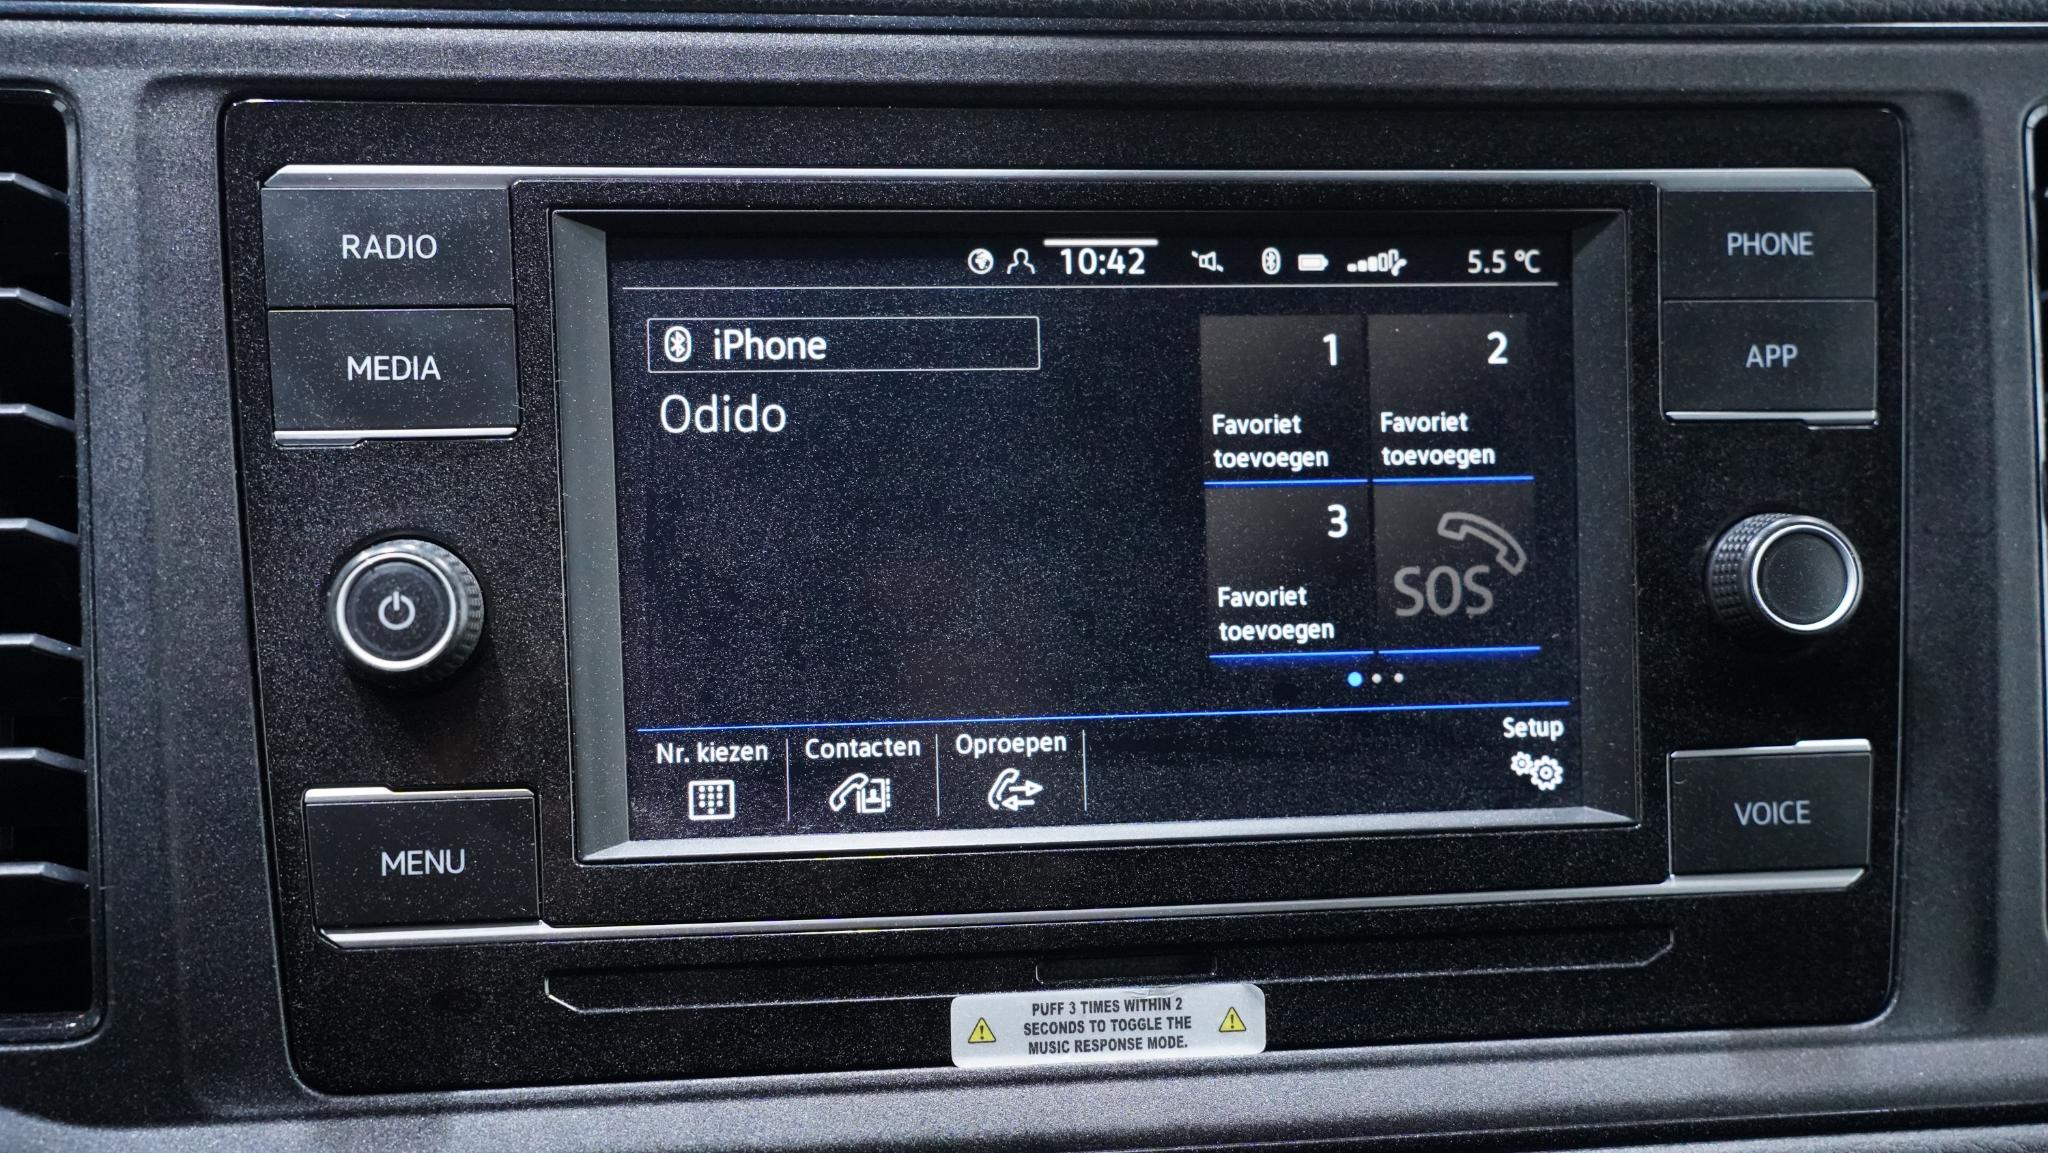 RADIO
MEDIA
MENU
10:42
5.5 °C
iPhone
Odido
1
Favoriet
toevoegen
2
Favoriet
toevoegen
3
Favoriet
toevoegen
SOS
Nr. kiezen
Contacten
Oproepen
Setup
PHONE
APP
VOICE
PUFF 3 TIMES WITHIN 2
SECONDS TO TOGGLE THE
MUSIC RESPONSE MODE.